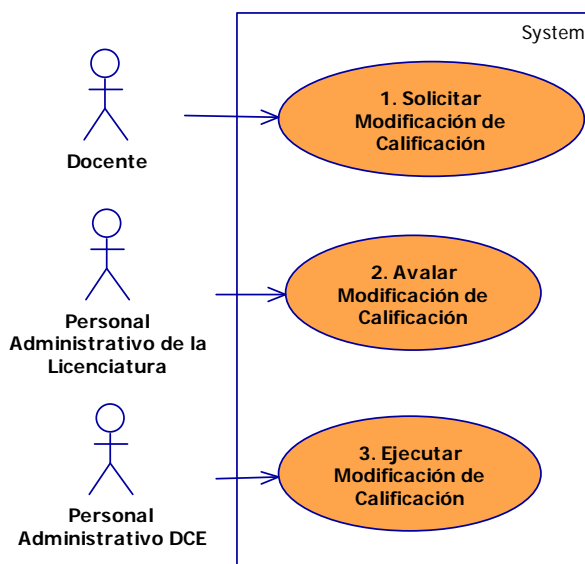 System
1. Solicitar
Modificación de
Calificación
Docente
2. Avalar
Modificación de
Calificación
Personal
Administrativo de la
Licenciatura
3. Ejecutar
Modificación de
Calificación
Personal
Administrativo DCE